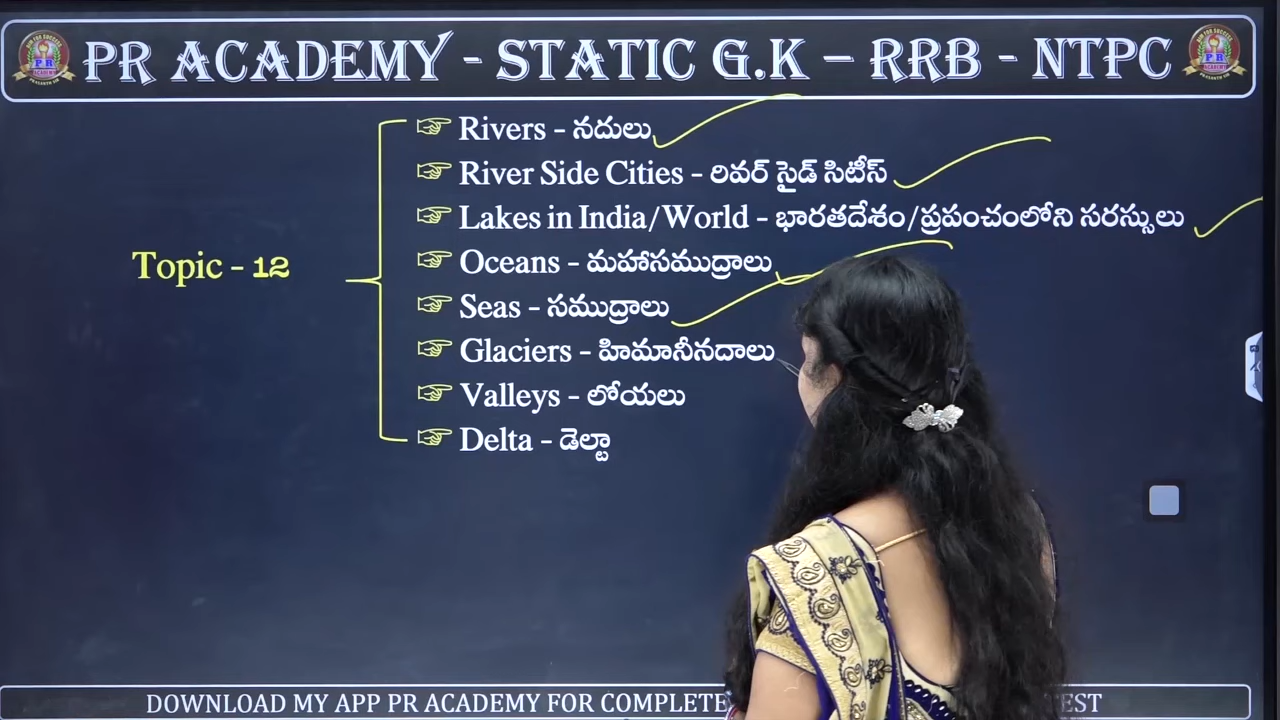 PR ACADEMY - STATIC G.K – RRB - NTPC
Topic - 12
Rivers - నదులు
River Side Cities - రివర్ సైడ్ సిటీస్
Lakes in India/World - భారతదేశం/ప్రపంచంలోని సరస్సులు
Oceans - మహాసముద్రాలు
Seas - సముద్రాలు
Glaciers - హిమానీనదాలు
Valleys - లోయలు
Delta - డెల్టా
DOWNLOAD MY APP PR ACADEMY FOR COMPLETE